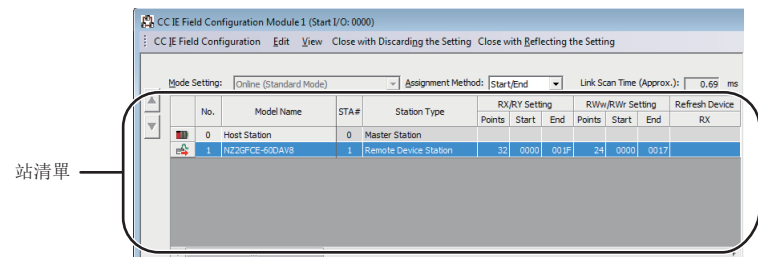 CC IE Field Configuration Module 1 (Start I/O: 0000)
CC IE Field Configuration Edit View Close with Discarding the Setting Close with Reflecting the Setting
Mode Setting: Online (Standard Mode) Assignment Method: Start/End Link Scan Time (Approx.): 0.69 ms
No. Model Name STA# Station Type RX/RY Setting RWw/RWr Setting Refresh Device
Points Start End Points Start End RX
0 Host Station 0 Master Station
1 NZ2GFCE-60DAV8 1 Remote Device Station 32 0000 001F 24 0000 0017
站清單